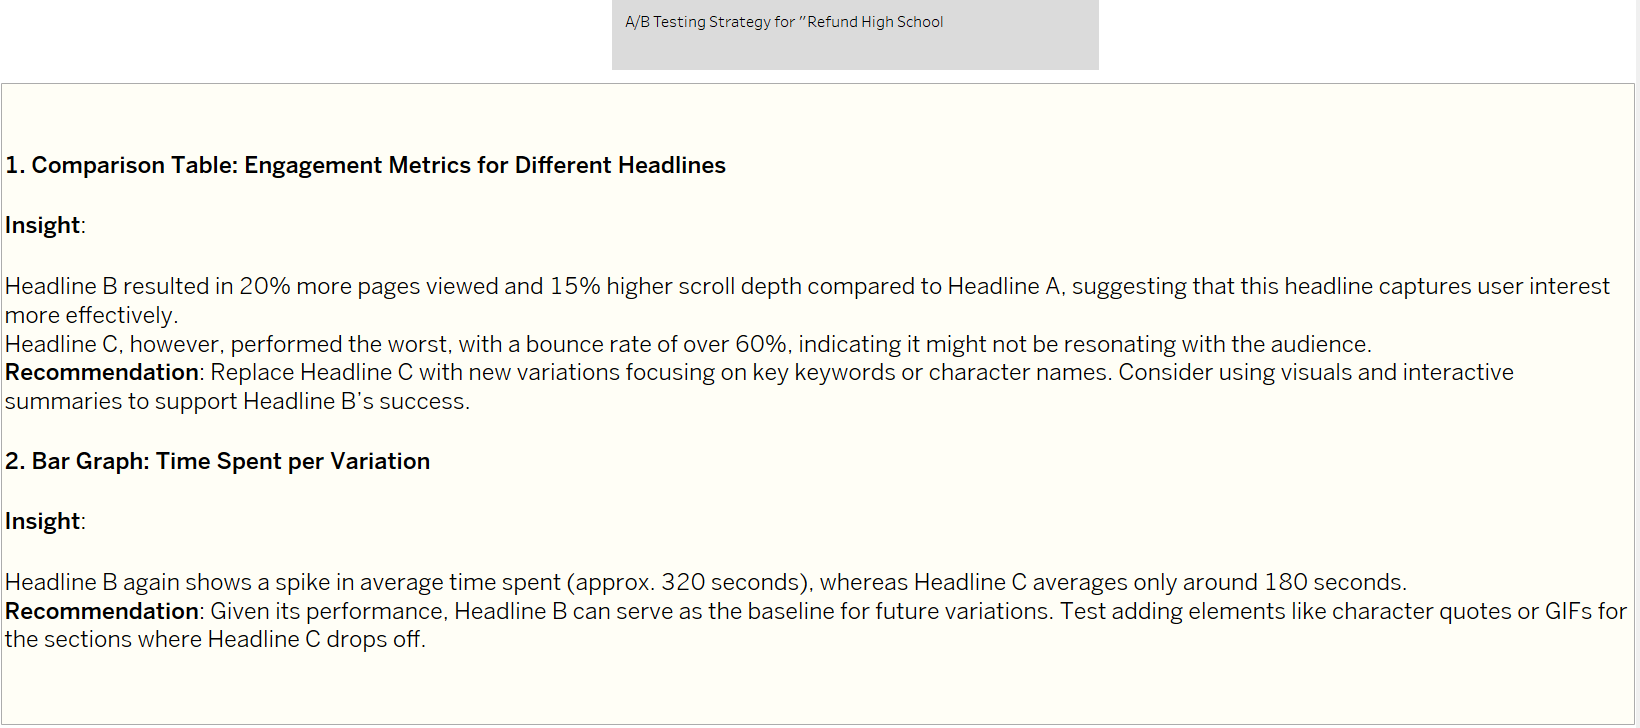 A/B Testing Strategy for "Refund High School
1. Comparison Table: Engagement Metrics for Different Headlines
Insight:
Headline B resulted in 20% more pages viewed and 15% higher scroll depth compared to Headline A, suggesting that this headline captures user interest
more effectively.
Headline C, however, performed the worst, with a bounce rate of over 60%, indicating it might not be resonating with the audience.
Recommendation: Replace Headline C with new variations focusing on key keywords or character names. Consider using visuals and interactive
summaries to support Headline B's success.
2. Bar Graph: Time Spent per Variation
Insight:
Headline B again shows a spike in average time spent (approx. 320 seconds), whereas Headline C averages only around 180 seconds.
Recommendation: Given its performance, Headline B can serve as the baseline for future variations. Test adding elements like character quotes or GIFs for
the sections where Headline C drops off.